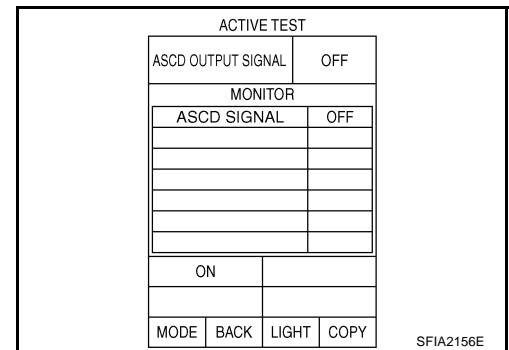 ACTIVE TEST
ASCD OUTPUT SIGNAL OFF
MONITOR
ASCD SIGNAL OFF
ON
MODE BACK LIGHT COPY
SFIA2156E